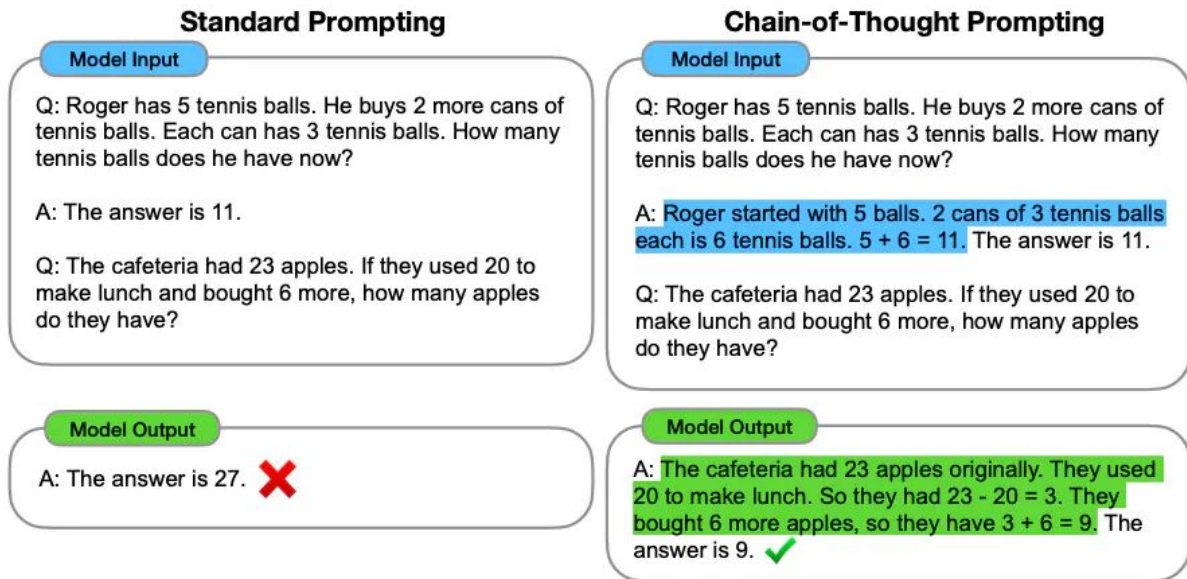 Standard Prompting
Model Input
Q: Roger has 5 tennis balls. He buys 2 more cans of
tennis balls. Each can has 3 tennis balls. How many
tennis balls does he have now?
A: The answer is 11.
Q: The cafeteria had 23 apples. If they used 20 to
make lunch and bought 6 more, how many apples
do they have?
Model Output
A: The answer is 27.
Chain-of-Thought Prompting
Model Input
Q: Roger has 5 tennis balls. He buys 2 more cans of
tennis balls. Each can has 3 tennis balls. How many
tennis balls does he have now?
A: Roger started with 5 balls. 2 cans of 3 tennis balls
each is 6 tennis balls. 5 + 6 = 11. The answer is 11.
Q: The cafeteria had 23 apples. If they used 20 to
make lunch and bought 6 more, how many apples
do they have?
Model Output
A: The cafeteria had 23 apples originally. They used
20 to make lunch. So they had 23 - 20 = 3. They
bought 6 more apples, so they have 3 + 6 = 9. The
answer is 9.